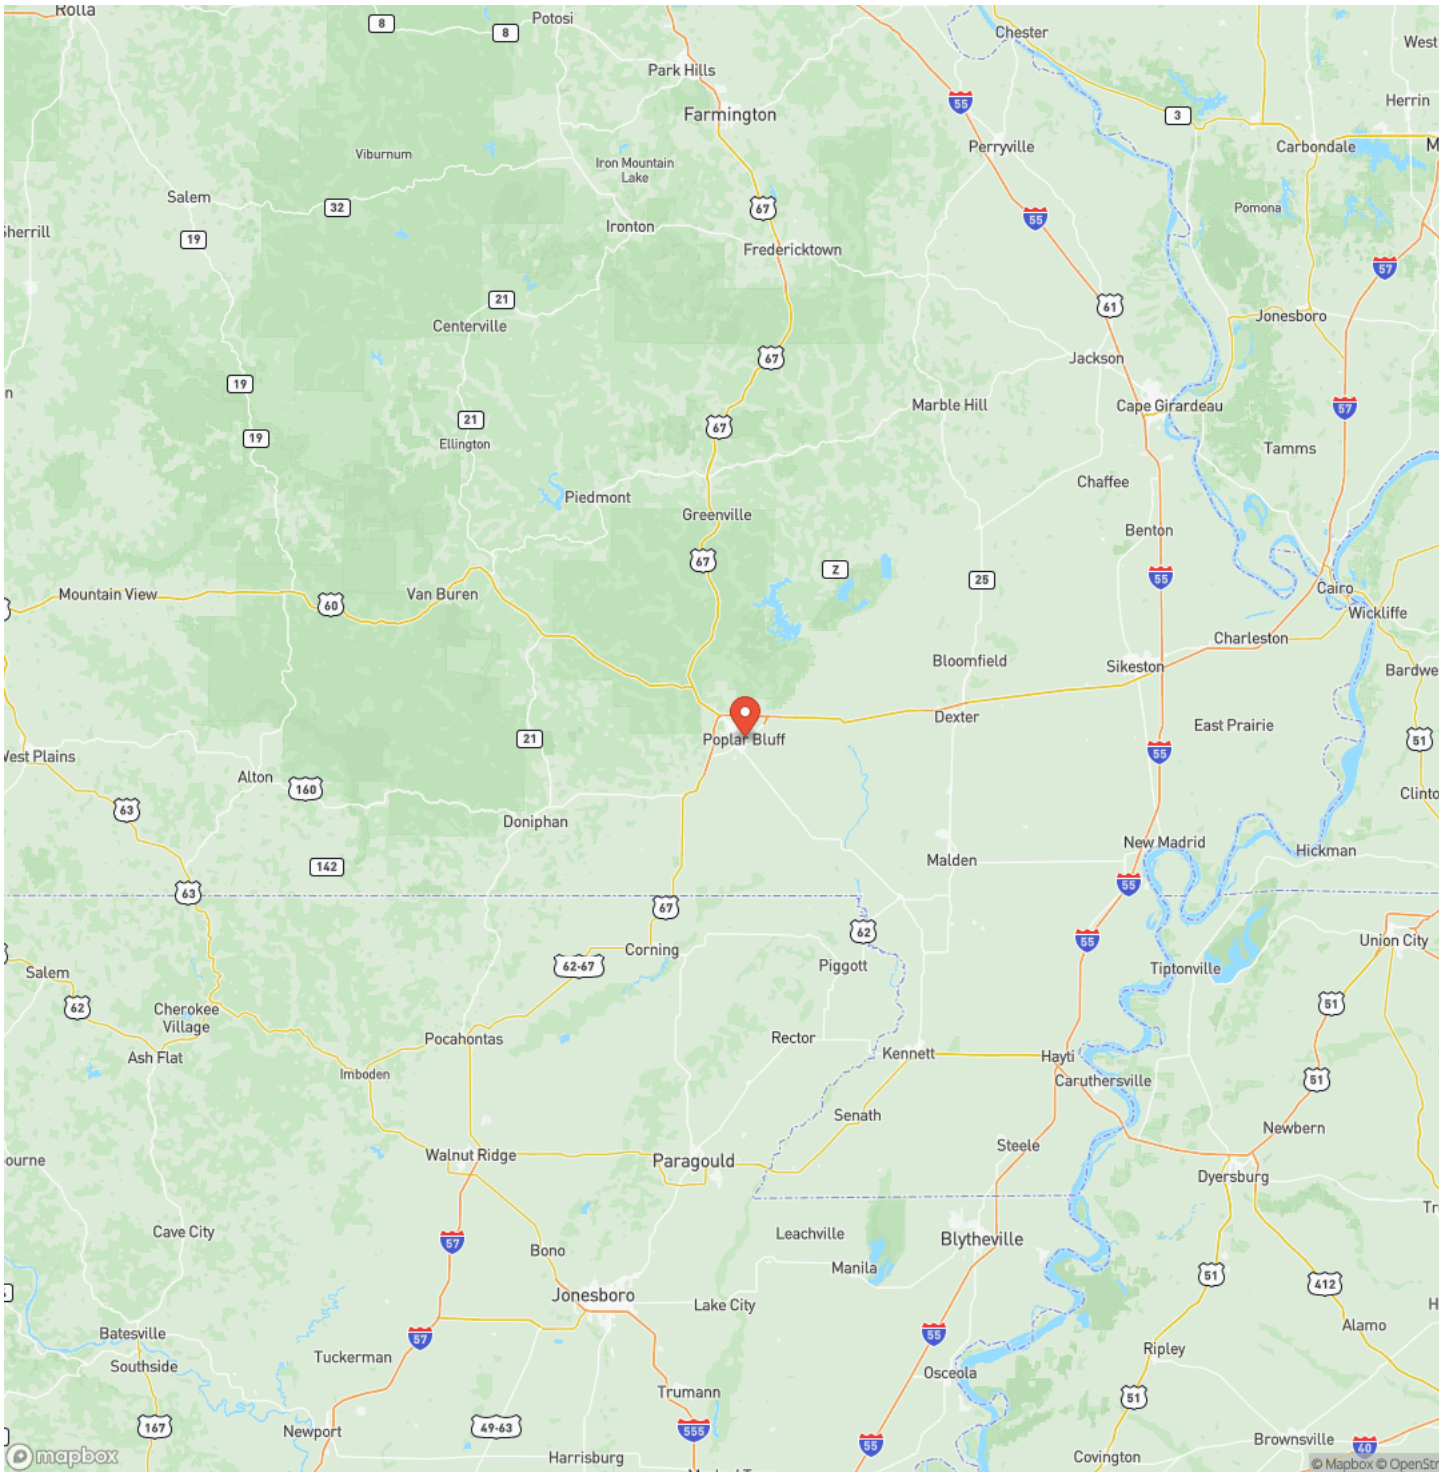 Rolla
8
Potosi
8
Chester
West
Park Hills
Farmington
55
3
Herrin
Perryville
Carbondale
M
Viburnum
Iron Mountain
Lake
Salem
32
67
55
Pomona
Sherrill
19
Ironton
Fredericktown
57
21
61
Centerville
Jonesboro
67
Jackson
19
n
Marble Hill
Cape Girardeau
57
21
67
19
Ellington
Tamms
Chaffee
Piedmont
Greenville
Benton
67
Z
25
55
Mountain View
60
Van Buren
Cairo
Wickliffe
Charleston
Bloomfield
Sikeston
Bardwe
Dexter
East Prairie
21
Poplar Bluff
51
55
West Plains
Alton
160
Clinto
63
Doniphan
New Madrid
Hickman
142
Malden
55
63
67
62
55
Union City
Corning
62-67
Piggott
Tiptonville
Salem
62
Cherokee
Village
51
Pocahontas
Rector
Ash Flat
Kennett
Hayti
Imboden
Caruthersville
51
Senath
Newbern
Steele
ourne
Walnut Ridge
Paragould
Dyersburg
Tr
Cave City
Leachville
57
Bono
Blytheville
Manila
51
412
Jonesboro
Lake City
H
Batesville
57
55
Alamo
Southside
Tuckerman
Ripley
Osceola
Trumann
51
167
Newport
49-63
555
55
Brownsville
40
Harrisburg
Covington
mapbox
© Mapbox © OpenStr